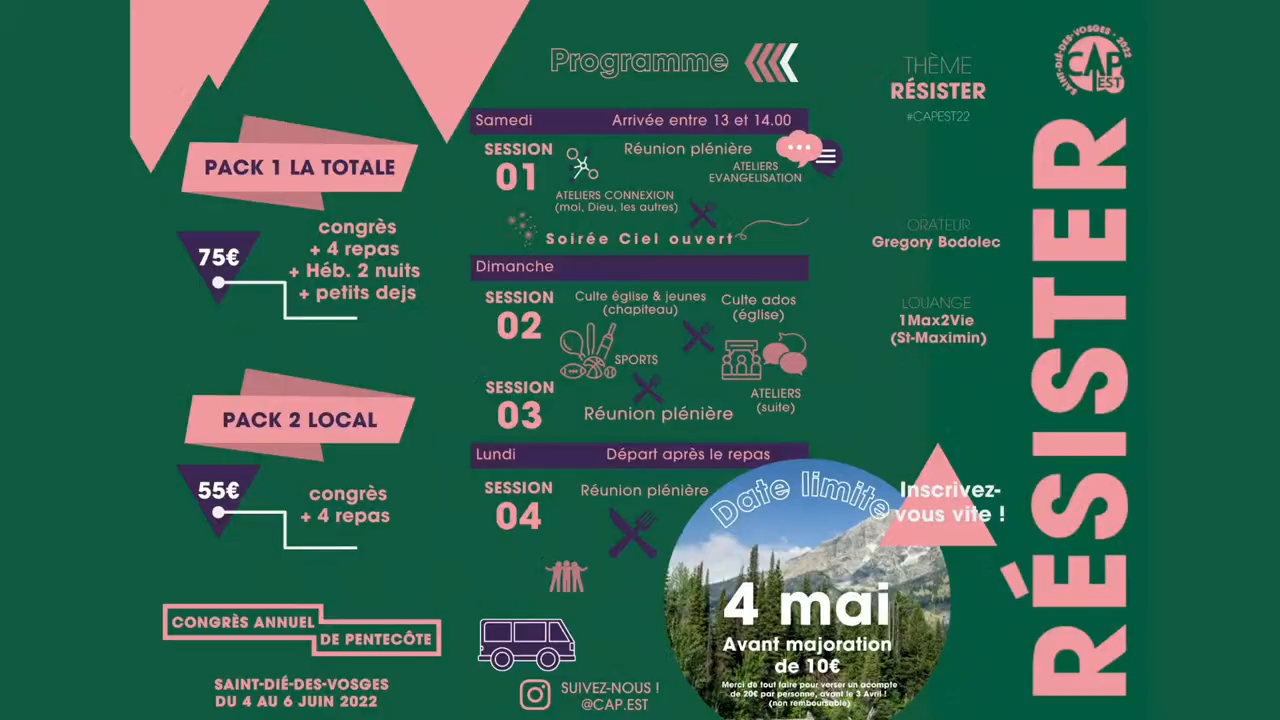 PACK 1 LA TOTALE
75€
congrès
+ 4 repas
+ Héb. 2 nuits
+ petits dejs
PACK 2 LOCAL
55€
congrès
+ 4 repas
CONGRÈS ANNUEL
DE PENTECÔTE
SAINT-DIÉ-DES-VOSGES
DU 4 AU 6 JUIN 2022
Programme
Samedi Arrivée entre 13 et 14.00
SESSION
01
Réunion plénière
ATELIERS
EVANGELISATION
ATELIERS CONNEXION
(moi, Dieu, les autres)
Soirée Ciel ouvert
Dimanche
SESSION
02
Culte église & jeunes
(chapiteau)
Culte ados
(église)
SPORTS
ATELIERS
(suite)
SESSION
03
Réunion plénière
Lundi Départ après le repas
SESSION
04
Réunion plénière
SUIVEZ-NOUS !
@CAP.EST
Date limite
4 mai
Avant majoration
de 10€
Merci de tout faire pour verser un acompte
de 20€ par personne, avant le 3 Avril !
(non remboursable)
Inscrivez-
vous vite !
THÈME
RÉSISTER
#CAPEST22
ORATEUR
Gregory Bodolec
LOUANGE
1Max2Vie
(St-Maximin)
SAINT-DIÉ-DES-VOSGES - 2022
CAP
EST
RÉSISTER